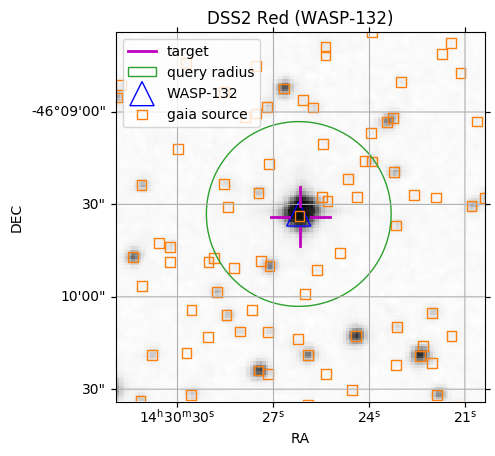 DSS2 Red (WASP-132)
target
query radius
WASP-132
gaia source
-46°09'00"
30"
10'00"
30"
DEC
14h30m30s 27s 24s 21s
RA